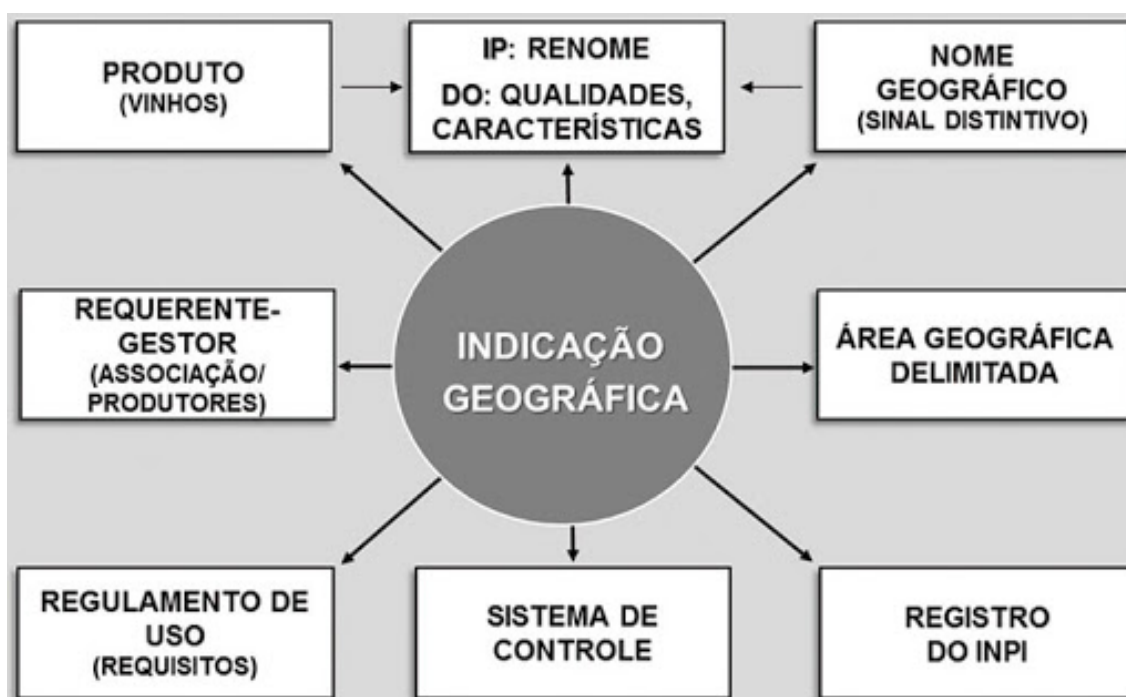 PRODUTO
(VINHOS)
IP: RENOME
DO: QUALIDADES,
CARACTERÍSTICAS
NOME
GEOGRÁFICO
(SINAL DISTINTIVO)
REQUERENTE-
GESTOR
(ASSOCIAÇÃO/
PRODUTORES)
INDICAÇÃO
GEOGRÁFICA
ÁREA GEOGRÁFICA
DELIMITADA
REGULAMENTO DE
USO
(REQUISITOS)
SISTEMA DE
CONTROLE
REGISTRO
DO INPI